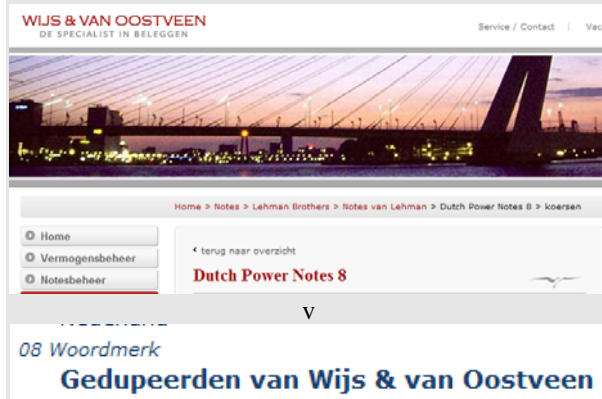 WIJS & VAN OOSTVEEN
DE SPECIALIST IN BELEGGEN
Service / Contact | Vac
Home > Notes > Lehman Brothers > Notes van Lehman > Dutch Power Notes 8 > koersen
Home
Vermogensbeheer
Notesbeheer
‹ terug naar overzicht
Dutch Power Notes 8
v
08 Woordmerk
Gedupeerden van Wijs & van Oostveen